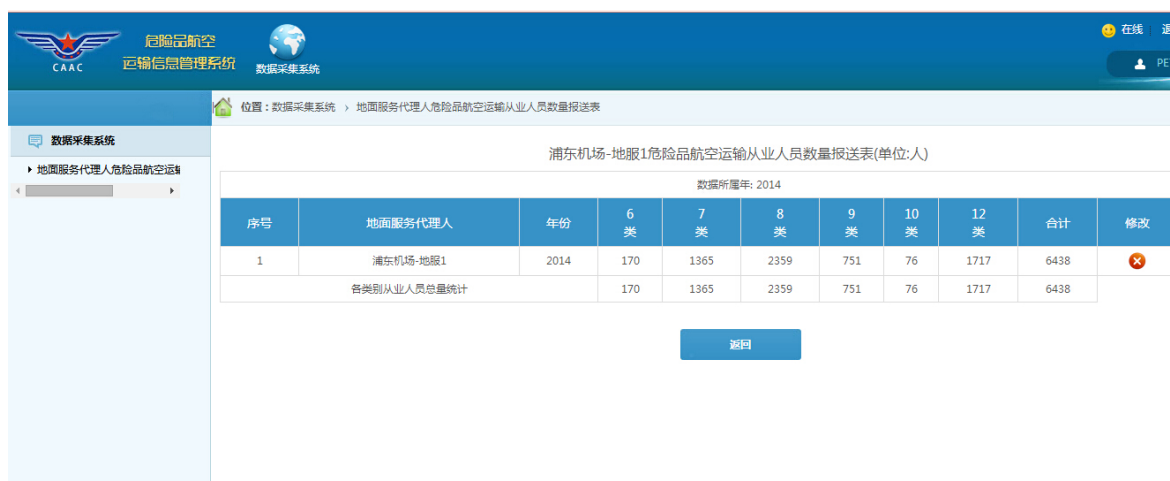 危险品航空
运输信息管理系统
CAAC
数据采集系统
在线
PE
位置：数据采集系统 › 地面服务代理人危险品航空运输从业人员数量报送表
数据采集系统
地面服务代理人危险品航空运
浦东机场-地服1危险品航空运输从业人员数量报送表(单位:人)
数据所属年: 2014
序号 地面服务代理人 年份 6类 7类 8类 9类 10类 12类 合计 修改
1 浦东机场-地服1 2014 170 1365 2359 751 76 1717 6438
各类别从业人员总量统计 170 1365 2359 751 76 1717 6438
返回